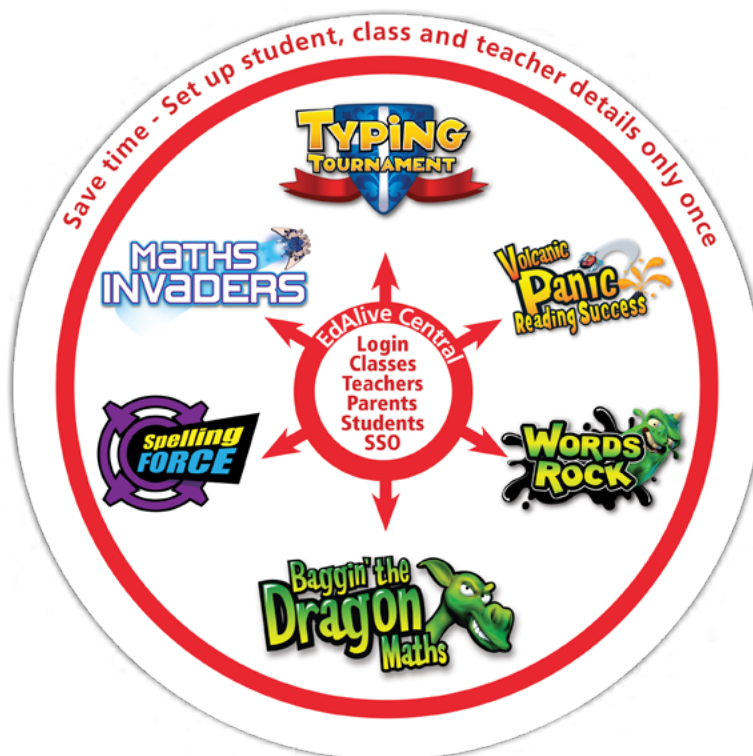 Save time - Set up student, class and teacher details only once
TYPiNG
TOURNAMENT
MaTHS
INVaDERS
Volcanic
Panic
Reading Success
EdAlive Central
Login
Classes
Teachers
Parents
Students
SSO
Spelling
FORCE
WORDS
ROCK
Baggin' the
Dragon
Maths